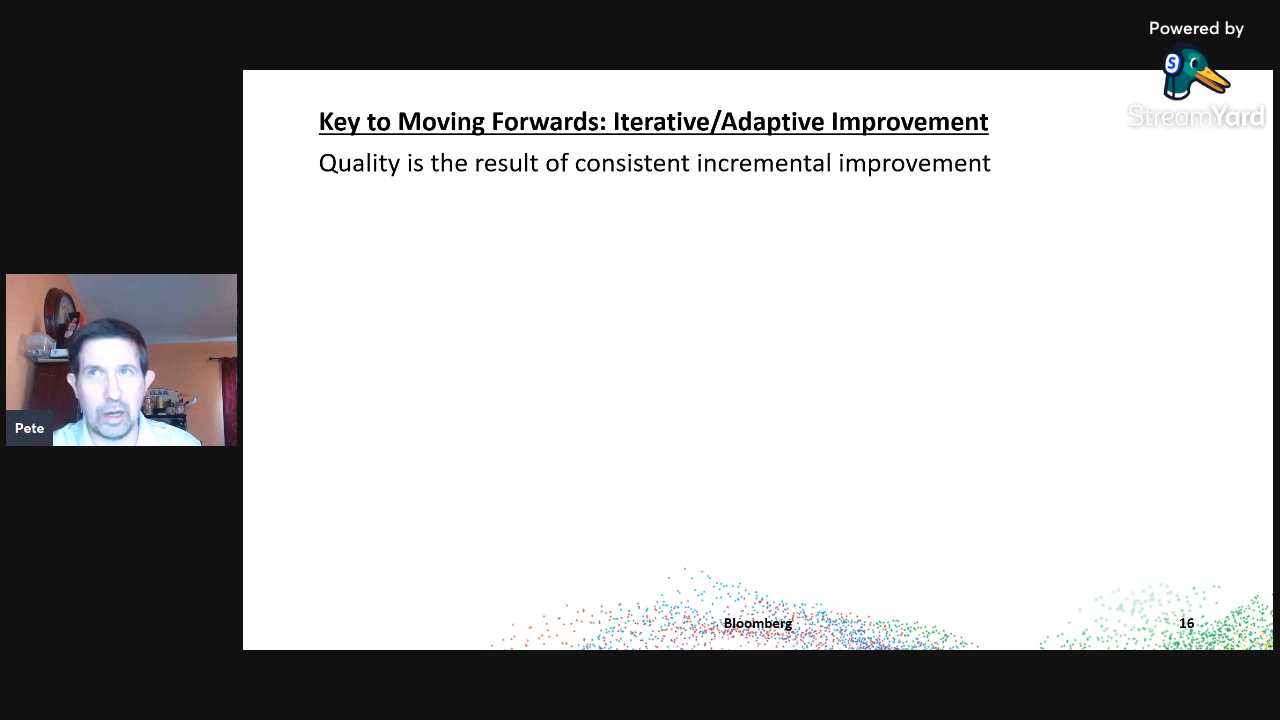 Powered by
S
StreamYard
Key to Moving Forwards: Iterative/Adaptive Improvement
Quality is the result of consistent incremental improvement
Pete
Bloomberg
16